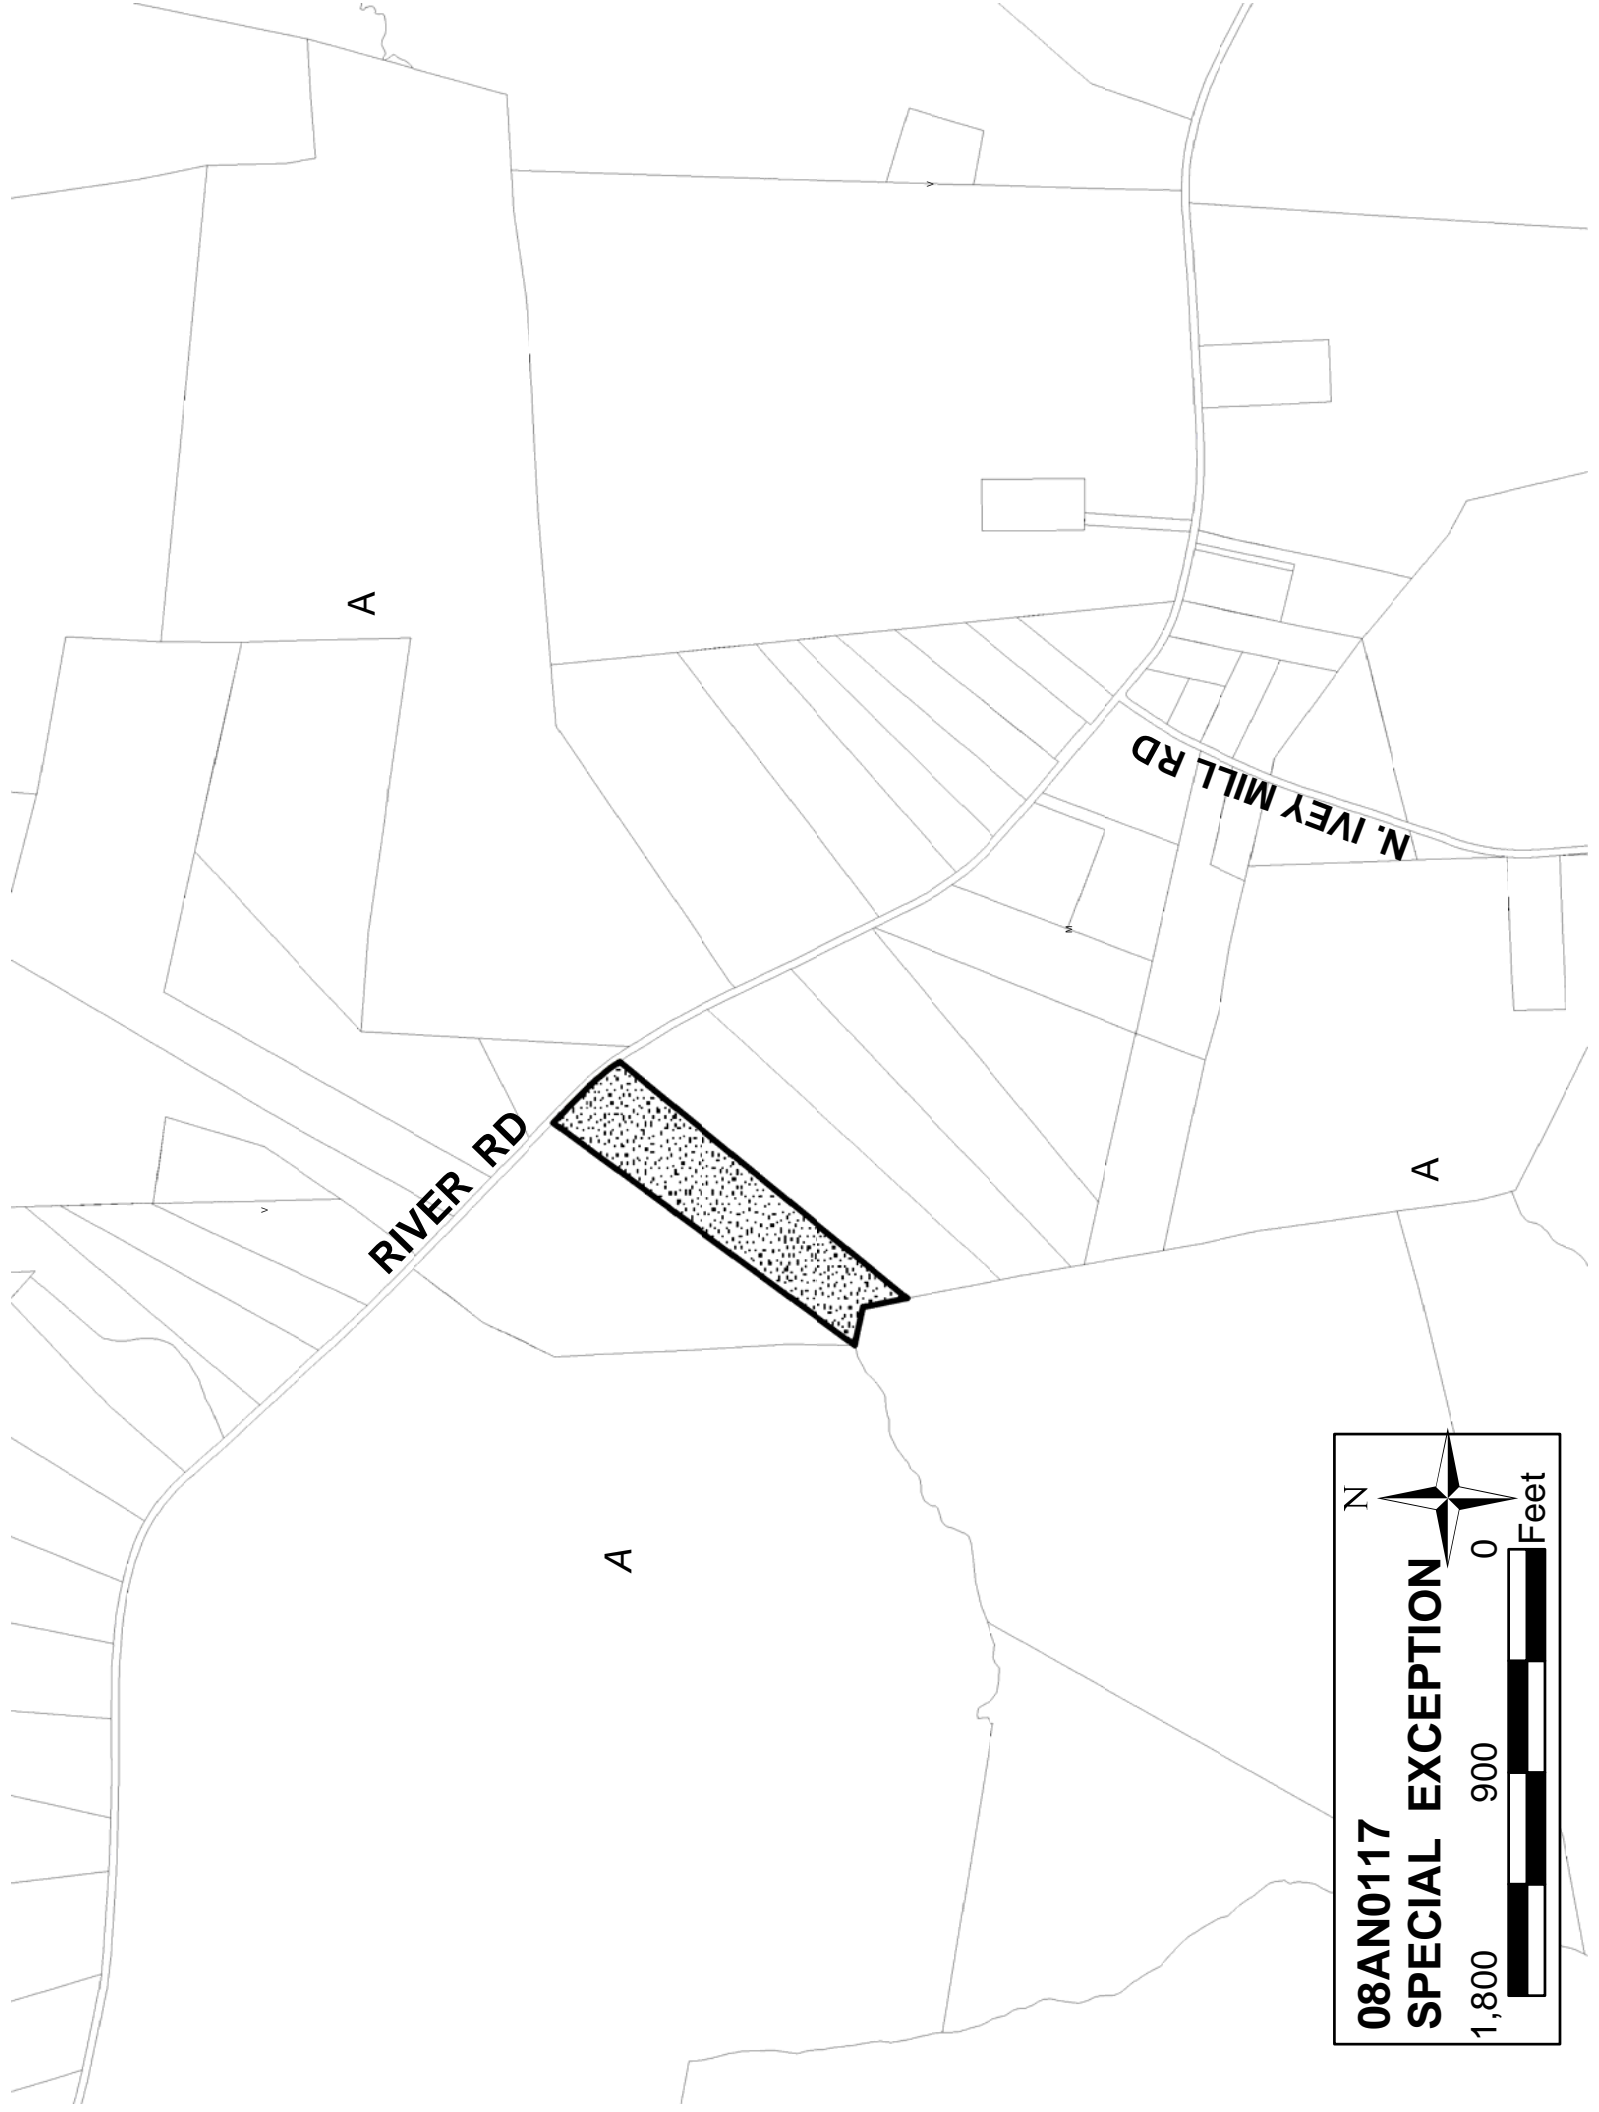 A
RIVER RD
N. IVEY MILL RD
A
A
08AN0117
SPECIAL EXCEPTION
N
1,800 900 0
Feet